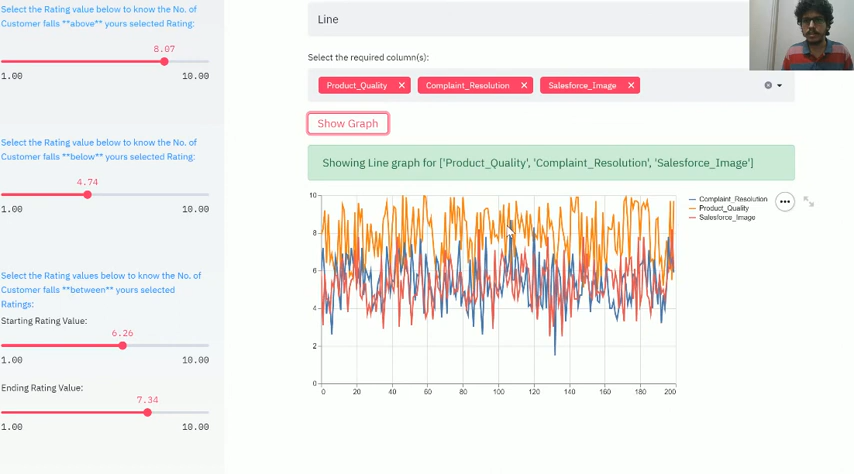 Select the Rating value below to know the No. of
Customer falls **above** yours selected Rating:
8.07
1.00 10.00
Select the Rating value below to know the No. of
Customer falls **below** yours selected Rating:
4.74
1.00 10.00
Select the Rating values below to know the No. of
Customer falls **between** yours selected
Ratings:
Starting Rating Value:
6.26
1.00 10.00
Ending Rating Value:
7.34
1.00 10.00
Line
Select the required column(s):
Product_Quality Complaint_Resolution Salesforce_Image
Show Graph
Showing Line graph for ['Product_Quality', 'Complaint_Resolution', 'Salesforce_Image']
10
8
6
4
2
0
0 20 40 60 80 100 120 140 160 180 200
Complaint_Resolution
Product_Quality
Salesforce_Image